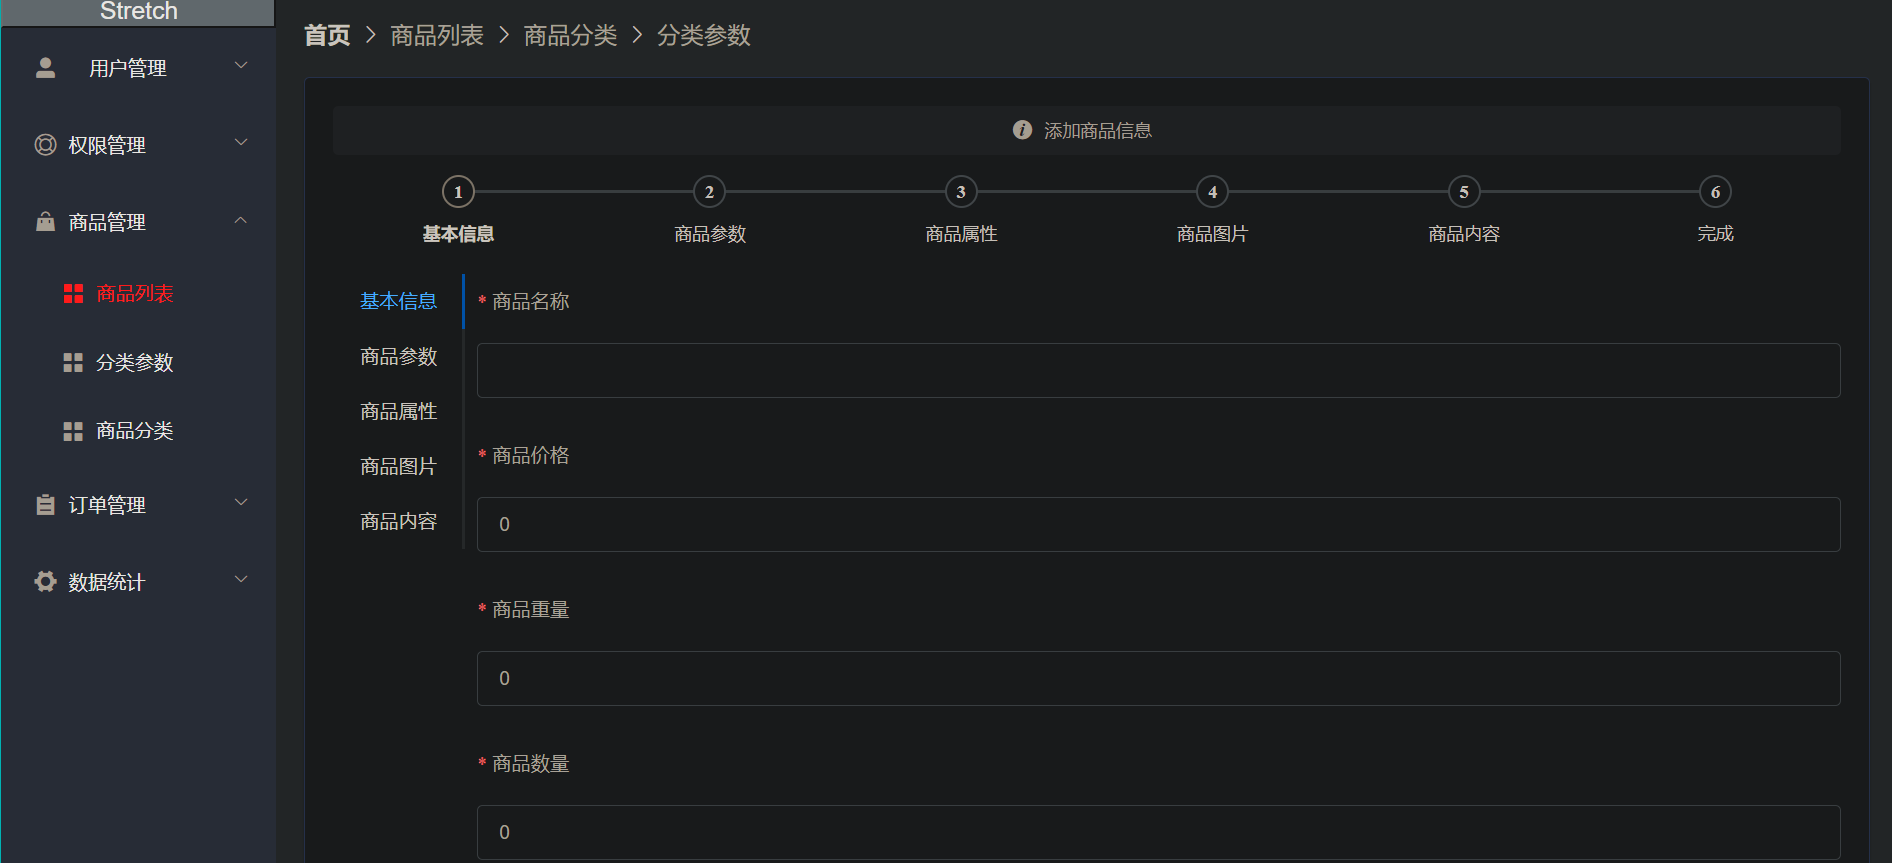 Stretch
用户管理
权限管理
商品管理
商品列表
分类参数
商品分类
订单管理
数据统计
首页 > 商品列表 > 商品分类 > 分类参数
添加商品信息
1 2 3 4 5 6
基本信息 商品参数 商品属性 商品图片 商品内容 完成
基本信息
商品参数
商品属性
商品图片
商品内容
* 商品名称
* 商品价格
0
* 商品重量
0
* 商品数量
0